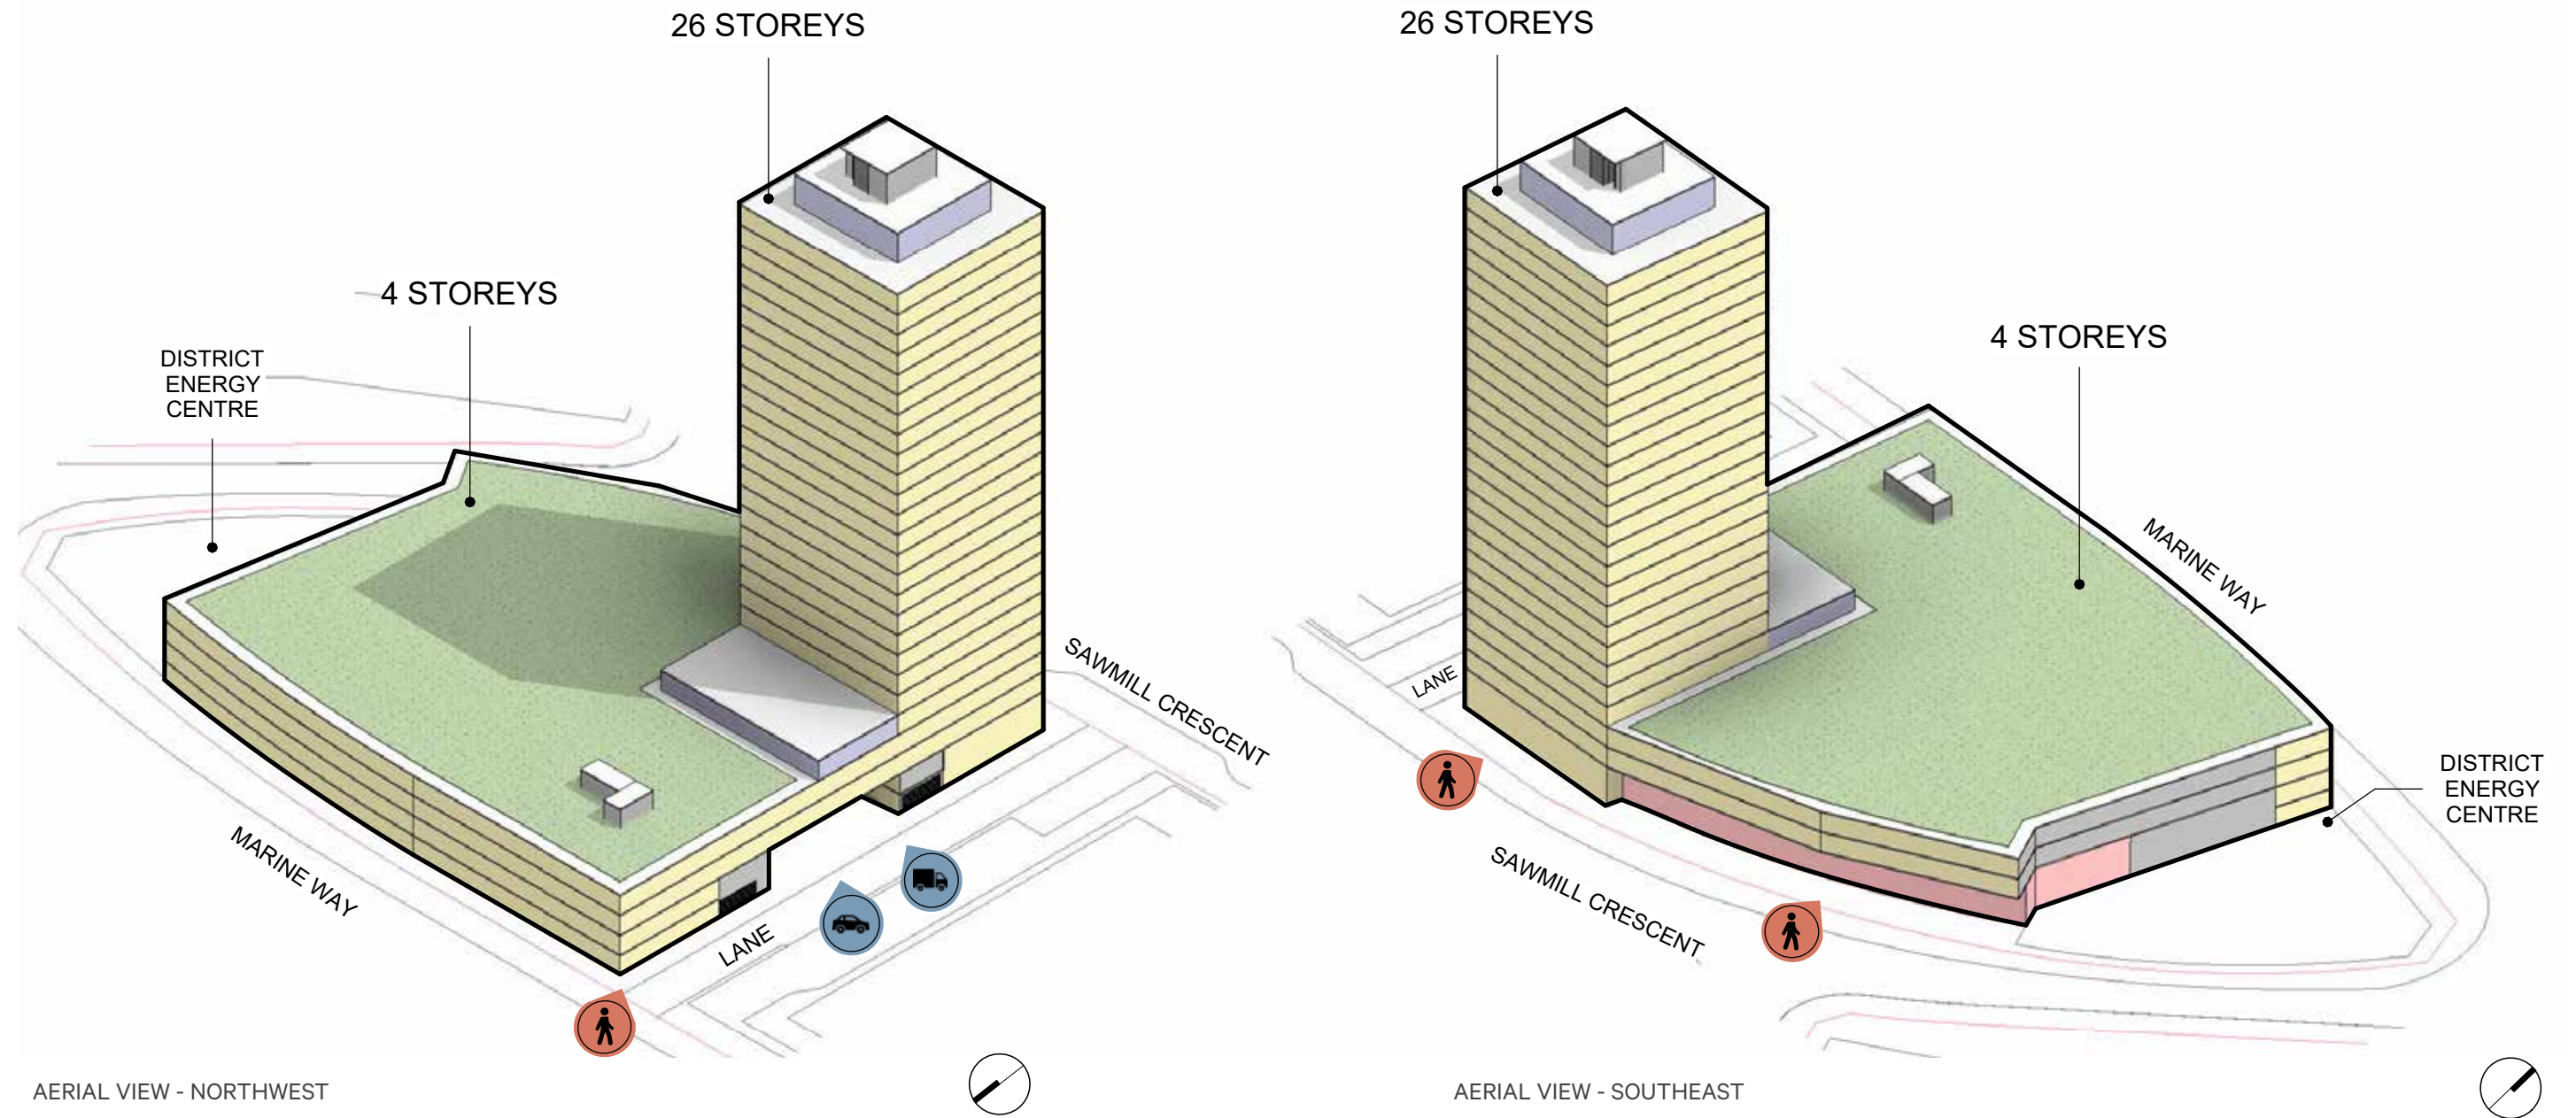 26 STOREYS
4 STOREYS
DISTRICT
ENERGY
CENTRE
SAWMILL CRESCENT
MARINE WAY
LANE
AERIAL VIEW - NORTHWEST
26 STOREYS
4 STOREYS
MARINE WAY
LANE
DISTRICT
ENERGY
CENTRE
SAWMILL CRESCENT
AERIAL VIEW - SOUTHEAST